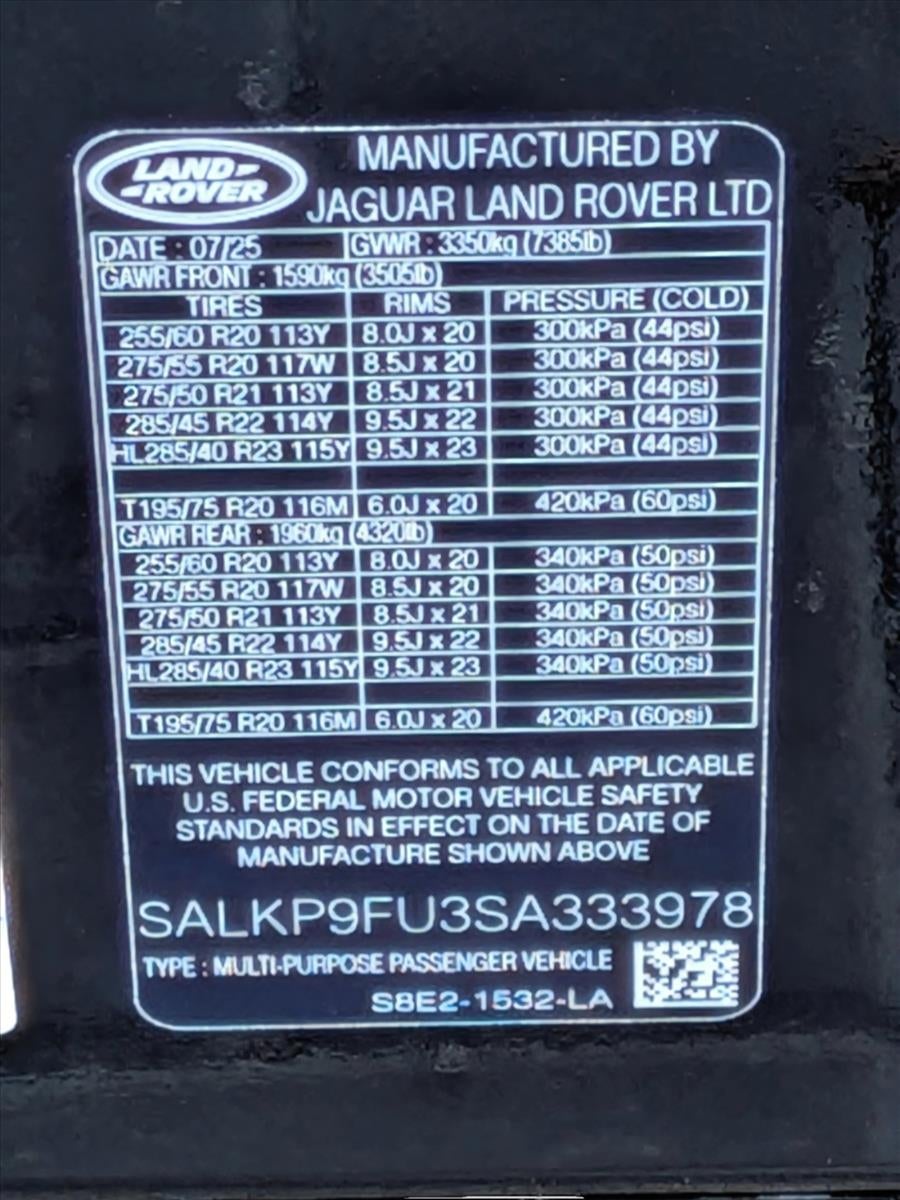 LAND
ROVER
MANUFACTURED BY
JAGUAR LAND ROVER LTD
DATE : 07/25 GVWR : 3350kg (7385lb)
GAWR FRONT : 1590kg (3505lb)
TIRES RIMS PRESSURE (COLD)
255/60 R20 113Y 8.0J x 20 300kPa (44psi)
275/55 R20 117W 8.5J x 20 300kPa (44psi)
275/50 R21 113Y 8.5J x 21 300kPa (44psi)
285/45 R22 114Y 9.5J x 22 300kPa (44psi)
HL285/40 R23 115Y 9.5J x 23 300kPa (44psi)
T195/75 R20 116M 6.0J x 20 420kPa (60psi)
GAWR REAR : 1960kg (4320lb)
255/60 R20 113Y 8.0J x 20 340kPa (50psi)
275/55 R20 117W 8.5J x 20 340kPa (50psi)
275/50 R21 113Y 8.5J x 21 340kPa (50psi)
285/45 R22 114Y 9.5J x 22 340kPa (50psi)
HL285/40 R23 115Y 9.5J x 23 340kPa (50psi)
T195/75 R20 116M 6.0J x 20 420kPa (60psi)
THIS VEHICLE CONFORMS TO ALL APPLICABLE
U.S. FEDERAL MOTOR VEHICLE SAFETY
STANDARDS IN EFFECT ON THE DATE OF
MANUFACTURE SHOWN ABOVE
SALKP9FU3SA333978
TYPE : MULTI-PURPOSE PASSENGER VEHICLE
S8E2-1532-LA